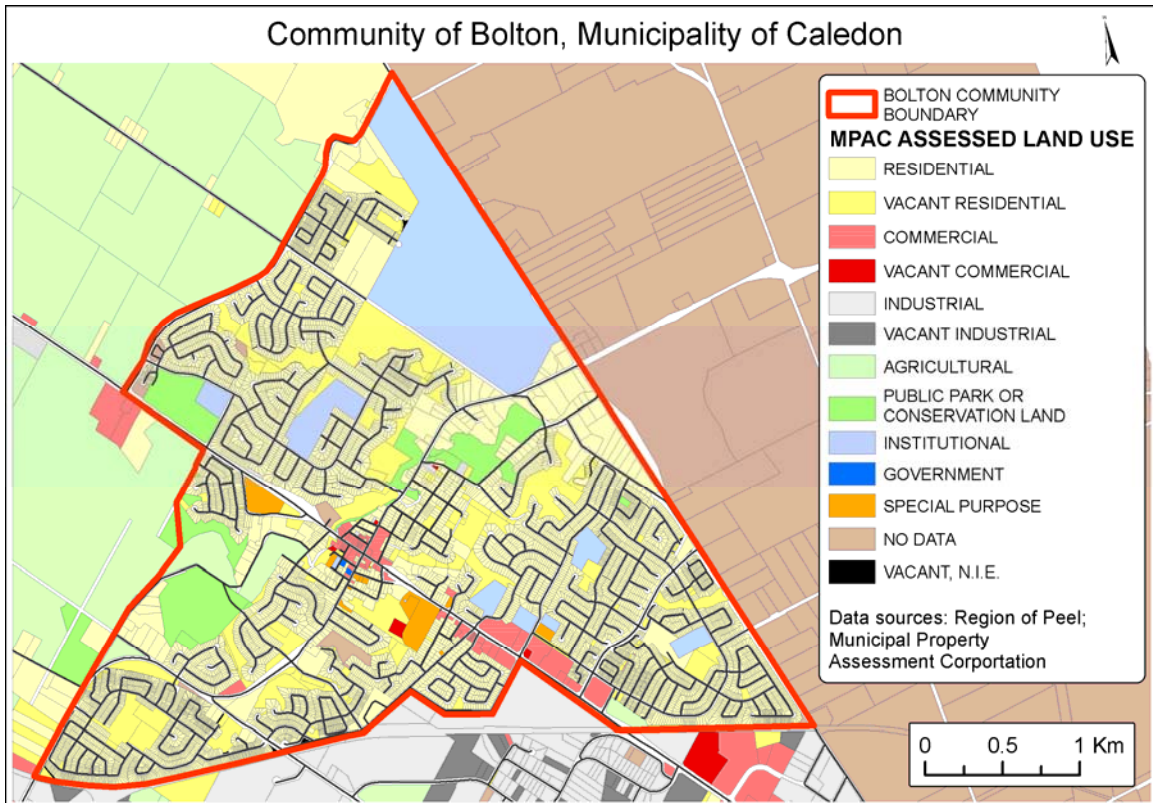 Community of Bolton, Municipality of Caledon
BOLTON COMMUNITY
BOUNDARY
MPAC ASSESSED LAND USE
RESIDENTIAL
VACANT RESIDENTIAL
COMMERCIAL
VACANT COMMERCIAL
INDUSTRIAL
VACANT INDUSTRIAL
AGRICULTURAL
PUBLIC PARK OR
CONSERVATION LAND
INSTITUTIONAL
GOVERNMENT
SPECIAL PURPOSE
NO DATA
VACANT, N.I.E.
Data sources: Region of Peel;
Municipal Property
Assessment Corportation
0 0.5 1 Km